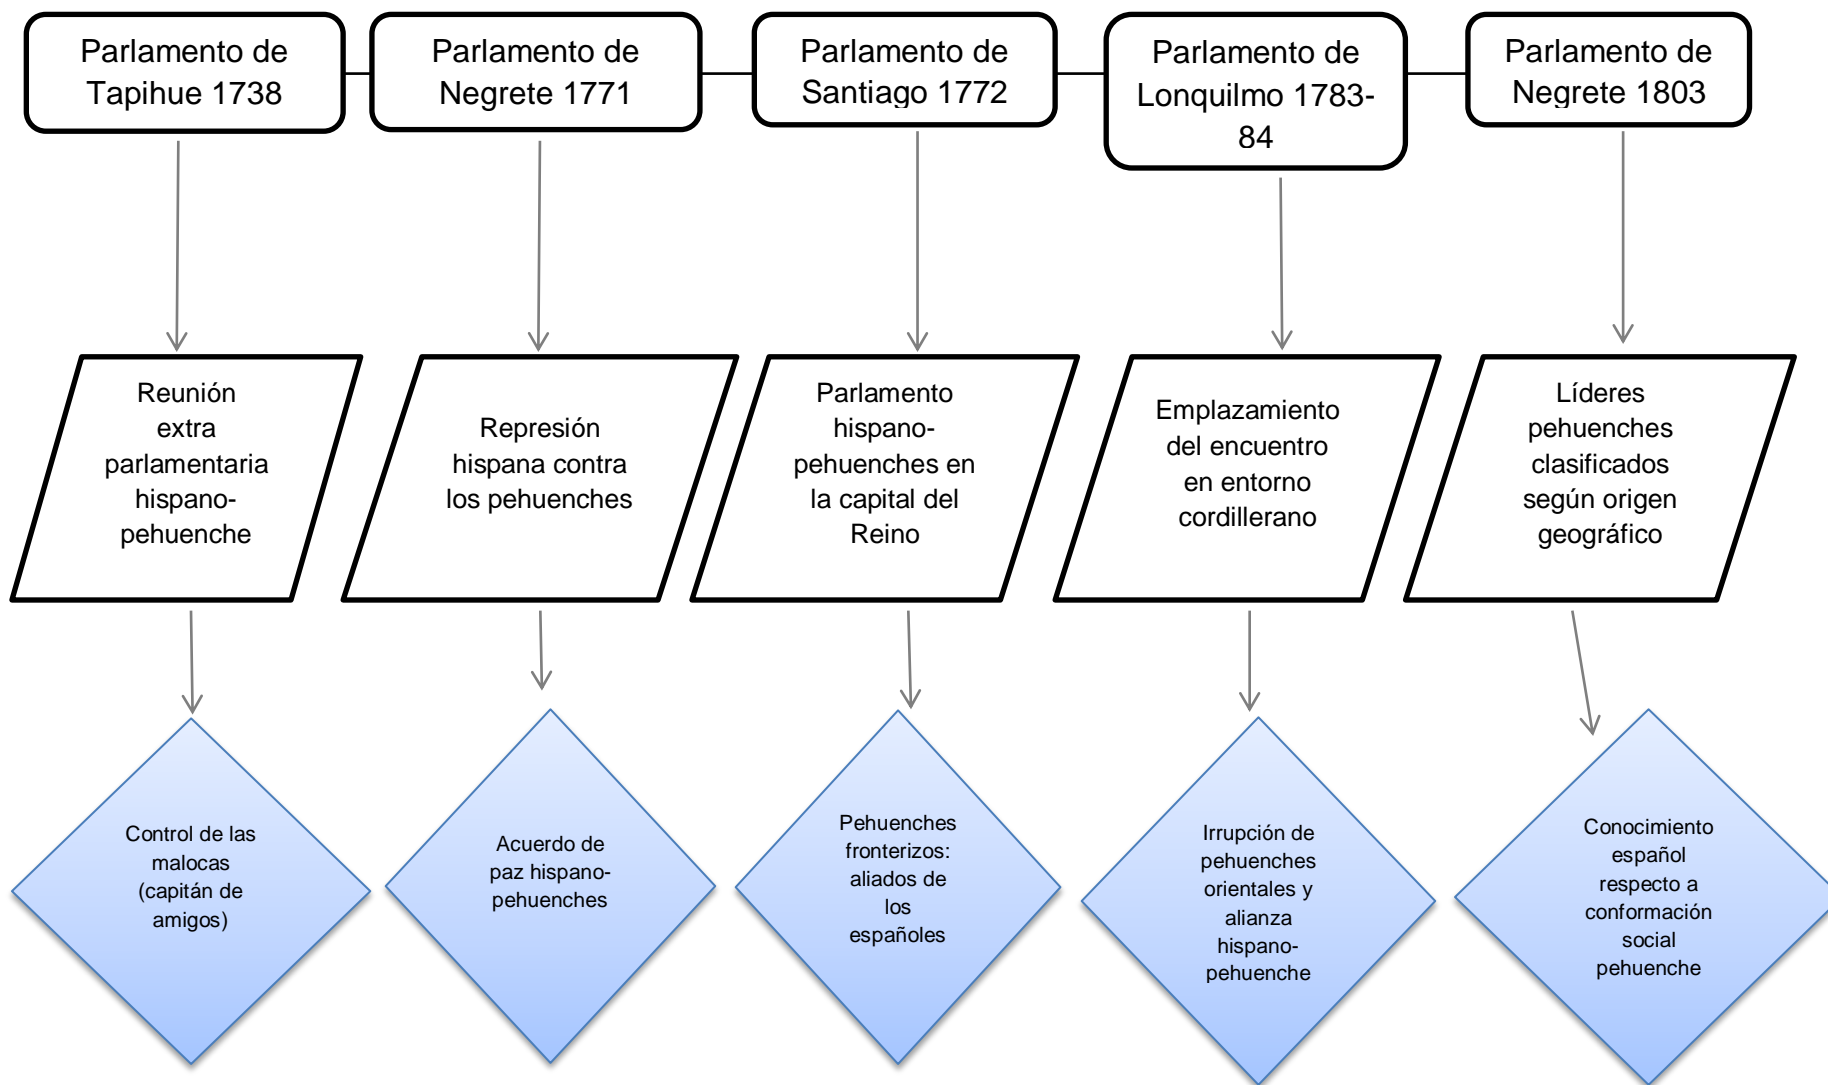 Parlamento de
Tapihue 1738
Parlamento de
Negrete 1771
Parlamento de
Santiago 1772
Parlamento de
Lonquilmo 1783-
84
Parlamento de
Negrete 1803
Reunión
extra
parlamentaria
hispano-
pehuenche
Represión
hispana contra
los pehuenches
Parlamento
hispano-
pehuenches en
la capital del
Reino
Emplazamiento
del encuentro
en entorno
cordillerano
Líderes
pehuenches
clasificados
según origen
geográfico
Control de las
malocas
(capitán de
amigos)
Acuerdo de
paz hispano-
pehuenches
Pehuenches
fronterizos:
aliados de
los
españoles
Irrupción de
pehuenches
orientales y
alianza
hispano-
pehuenche
Conocimiento
español
respecto a
conformación
social
pehuenche